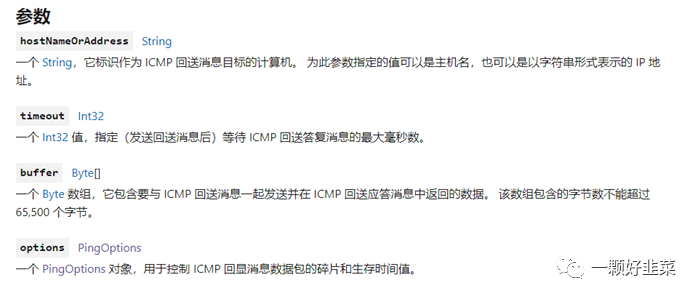 参数
hostNameOrAddress String
一个 String，它标识作为 ICMP 回送消息目标的计算机。 为此参数指定的值可以是主机名，也可以是以字符串形式表示的 IP 地
址。
timeout Int32
一个 Int32 值，指定（发送回送消息后）等待 ICMP 回送答复消息的最大毫秒数。
buffer Byte[]
一个 Byte 数组，它包含要与 ICMP 回送消息一起发送并在 ICMP 回送应答消息中返回的数据。 该数组包含的字节数不能超过
65,500 个字节。
options PingOptions
一个 PingOptions 对象，用于控制 ICMP 回显消息数据包的碎片和生存时间值。
一颗好韭菜